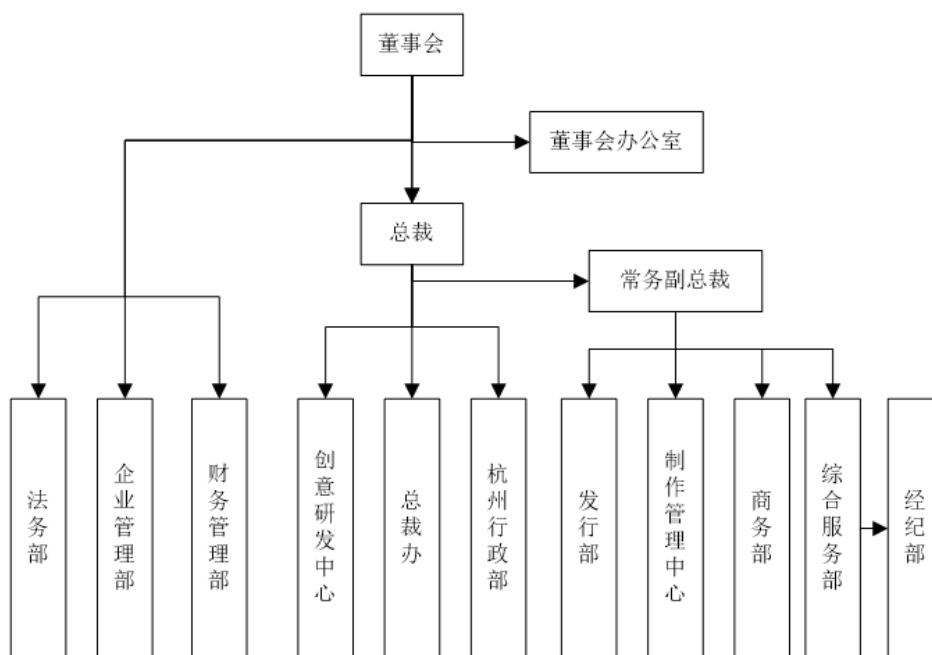 董事会
董事会办公室
总裁
常务副总裁
法务部
企业管理部
财务管理部
创意研发中心
总裁办
杭州行政部
发行部
制作管理中心
商务部
综合服务部
经纪部